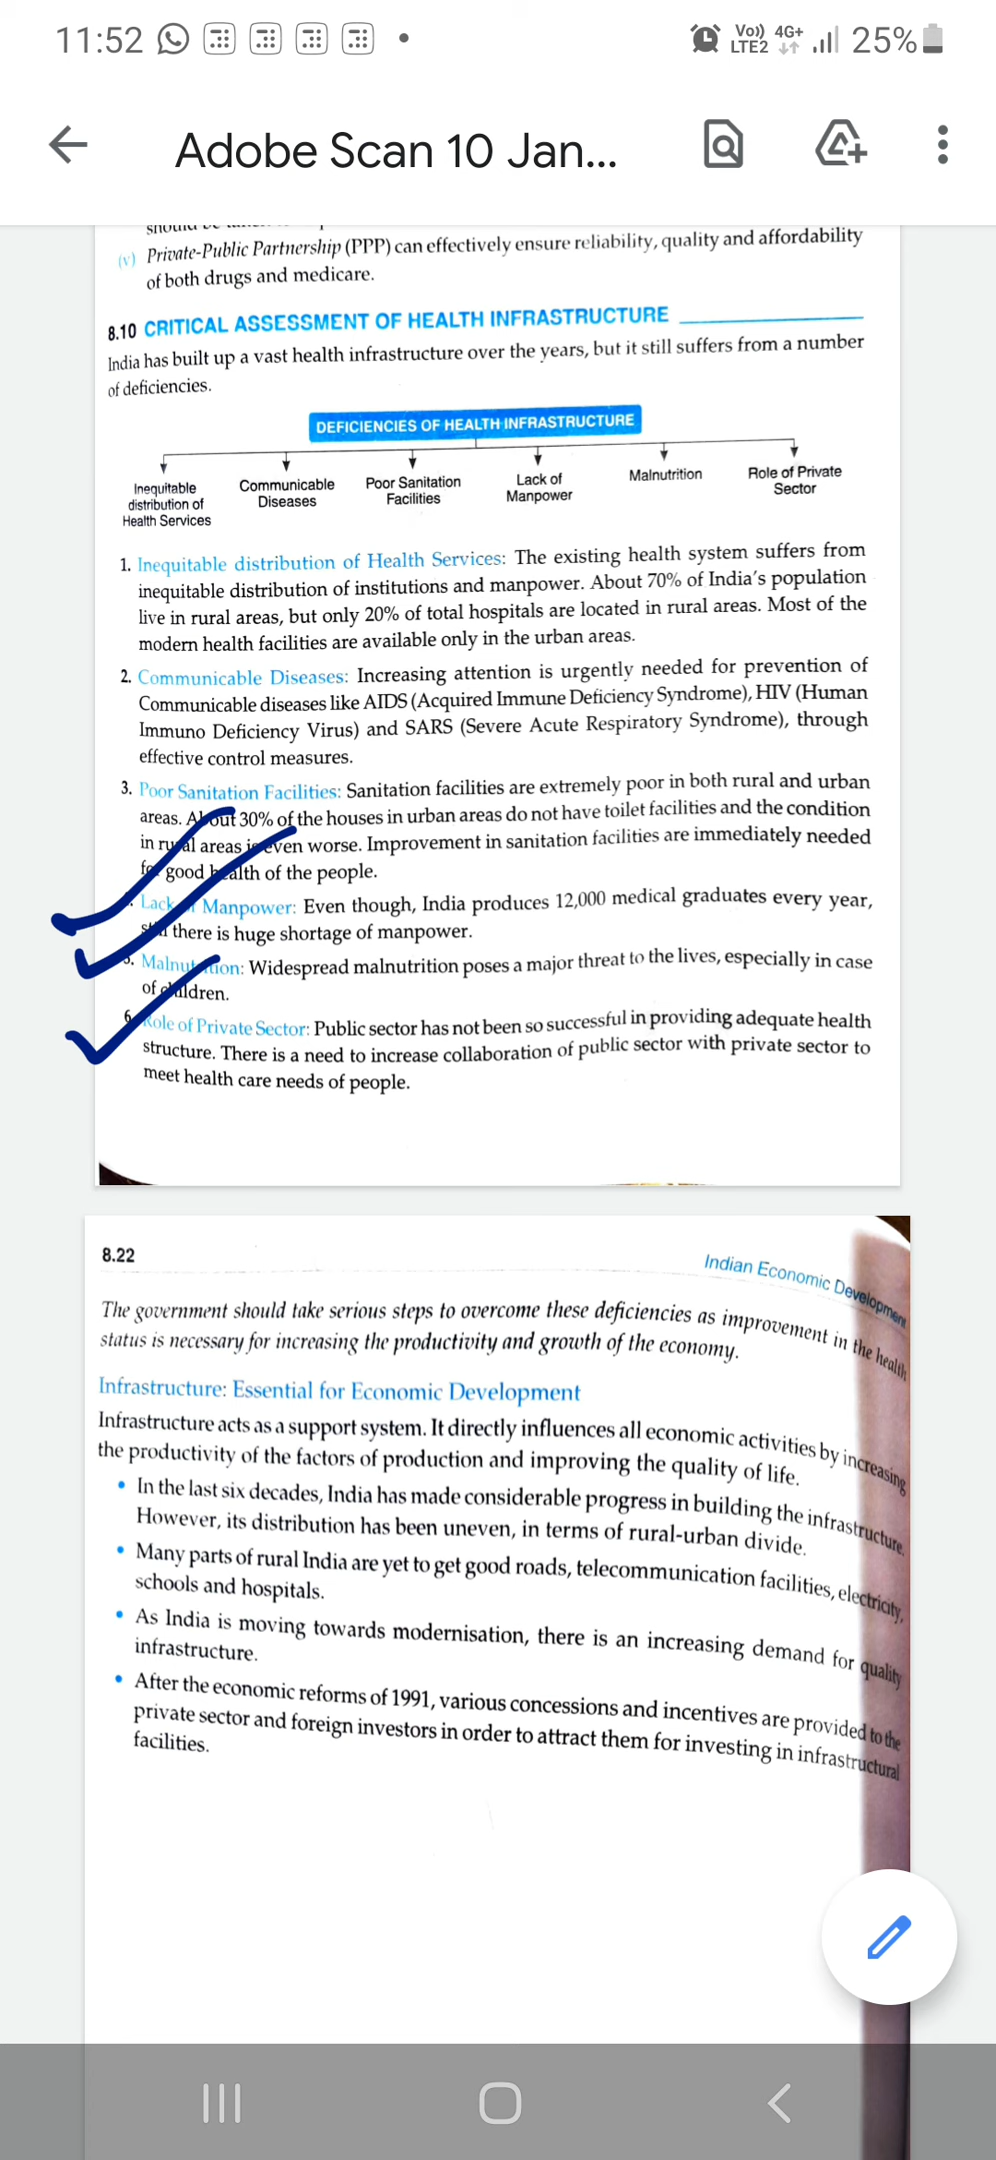 11:52
Vo)) 4G+
LTE2
25%
Adobe Scan 10 Jan...
should be
(v) Private-Public Partnership (PPP) can effectively ensure reliability, quality and affordability
of both drugs and medicare.
8.10 CRITICAL ASSESSMENT OF HEALTH INFRASTRUCTURE
India has built up a vast health infrastructure over the years, but it still suffers from a number
of deficiencies.
DEFICIENCIES OF HEALTH INFRASTRUCTURE
Inequitable
distribution of
Health Services
Communicable
Diseases
Poor Sanitation
Facilities
Lack of
Manpower
Malnutrition
Role of Private
Sector
1. Inequitable distribution of Health Services: The existing health system suffers from
inequitable distribution of institutions and manpower. About 70% of India's population
live in rural areas, but only 20% of total hospitals are located in rural areas. Most of the
modern health facilities are available only in the urban areas.
2. Communicable Diseases: Increasing attention is urgently needed for prevention of
Communicable diseases like AIDS (Acquired Immune Deficiency Syndrome), HIV (Human
Immuno Deficiency Virus) and SARS (Severe Acute Respiratory Syndrome), through
effective control measures.
3. Poor Sanitation Facilities: Sanitation facilities are extremely poor in both rural and urban
areas. About 30% of the houses in urban areas do not have toilet facilities and the condition
in rural areas is even worse. Improvement in sanitation facilities are immediately needed
for good health of the people.
Lack of Manpower: Even though, India produces 12,000 medical graduates every year,
still there is huge shortage of manpower.
5. Malnutrition: Widespread malnutrition poses a major threat to the lives, especially in case
of children.
6. Role of Private Sector: Public sector has not been so successful in providing adequate health
structure. There is a need to increase collaboration of public sector with private sector to
meet health care needs of people.
8.22
Indian Economic Development
The government should take serious steps to overcome these deficiencies as improvement in the health
status is necessary for increasing the productivity and growth of the economy.
Infrastructure: Essential for Economic Development
Infrastructure acts as a support system. It directly influences all economic activities by increasing
the productivity of the factors of production and improving the quality of life.
• In the last six decades, India has made considerable progress in building the infrastructure.
However, its distribution has been uneven, in terms of rural-urban divide.
• Many parts of rural India are yet to get good roads, telecommunication facilities, electricity,
schools and hospitals.
• As India is moving towards modernisation, there is an increasing demand for quality
infrastructure.
• After the economic reforms of 1991, various concessions and incentives are provided to the
private sector and foreign investors in order to attract them for investing in infrastructural
facilities.